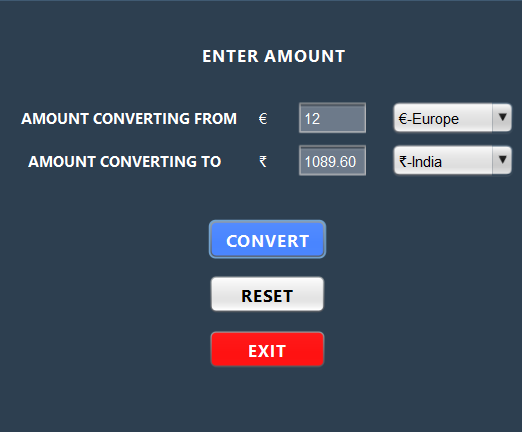 ENTER AMOUNT
AMOUNT CONVERTING FROM € 12 €-Europe
AMOUNT CONVERTING TO ₹ 1089.60 ₹-India
CONVERT
RESET
EXIT